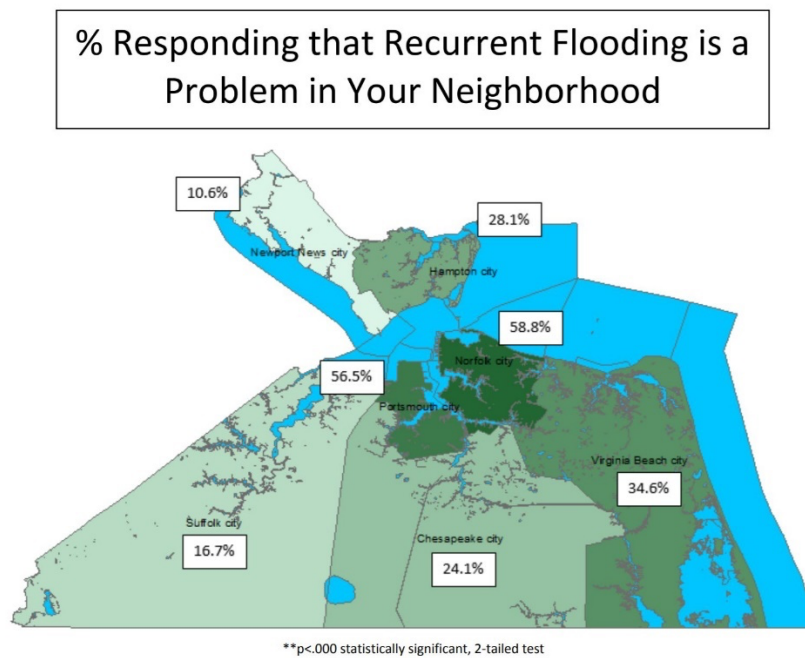 % Responding that Recurrent Flooding is a
Problem in Your Neighborhood
10.6%
28.1%
Newport News city
Hampton city
58.8%
Norfolk city
56.5%
Portsmouth city
Virginia Beach city
34.6%
Suffolk city
16.7%
Chesapeake city
24.1%
**p<.000 statistically significant, 2-tailed test